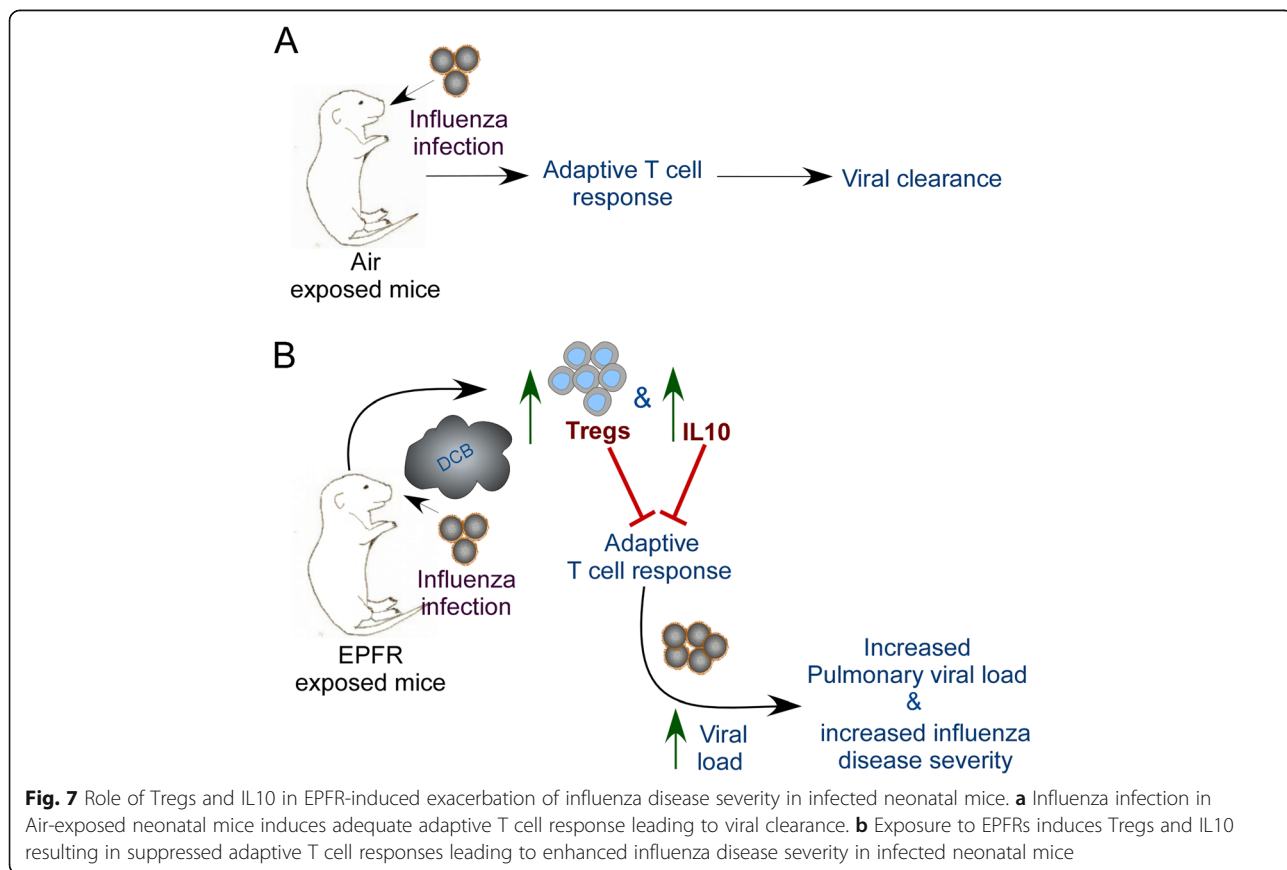 A
Influenza
infection
Adaptive T cell
response
Viral clearance
Air
exposed mice
B
&
Tregs
IL10
DCB
Influenza
infection
EPFR
exposed mice
Adaptive
T cell response
Viral
load
Increased
Pulmonary viral load
&
increased influenza
disease severity
Fig. 7 Role of Tregs and IL10 in EPFR-induced exacerbation of influenza disease severity in infected neonatal mice. a Influenza infection in
Air-exposed neonatal mice induces adequate adaptive T cell response leading to viral clearance. b Exposure to EPFRs induces Tregs and IL10
resulting in suppressed adaptive T cell responses leading to enhanced influenza disease severity in infected neonatal mice